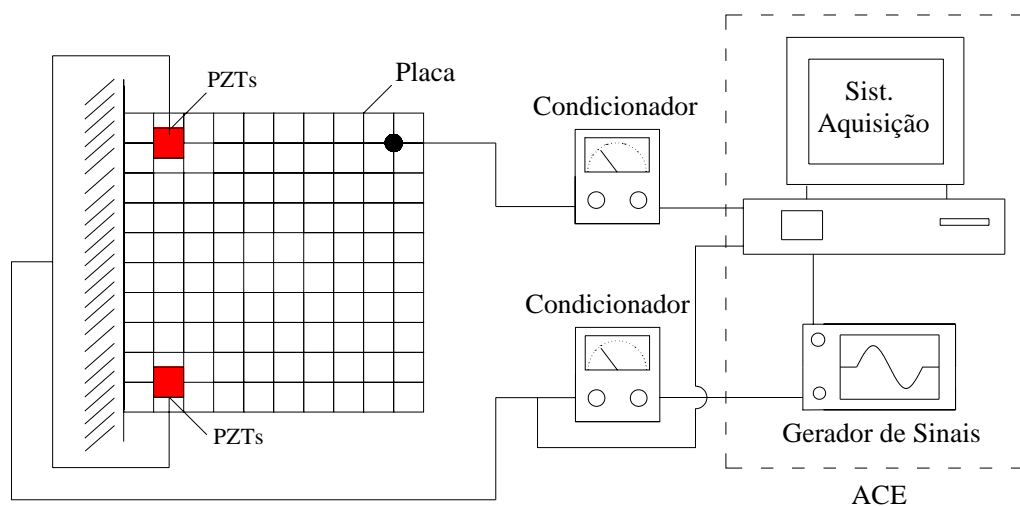 PZTs
Placa
Condicionador
Sist.
Aquisição
Condicionador
PZTs
Gerador de Sinais
ACE